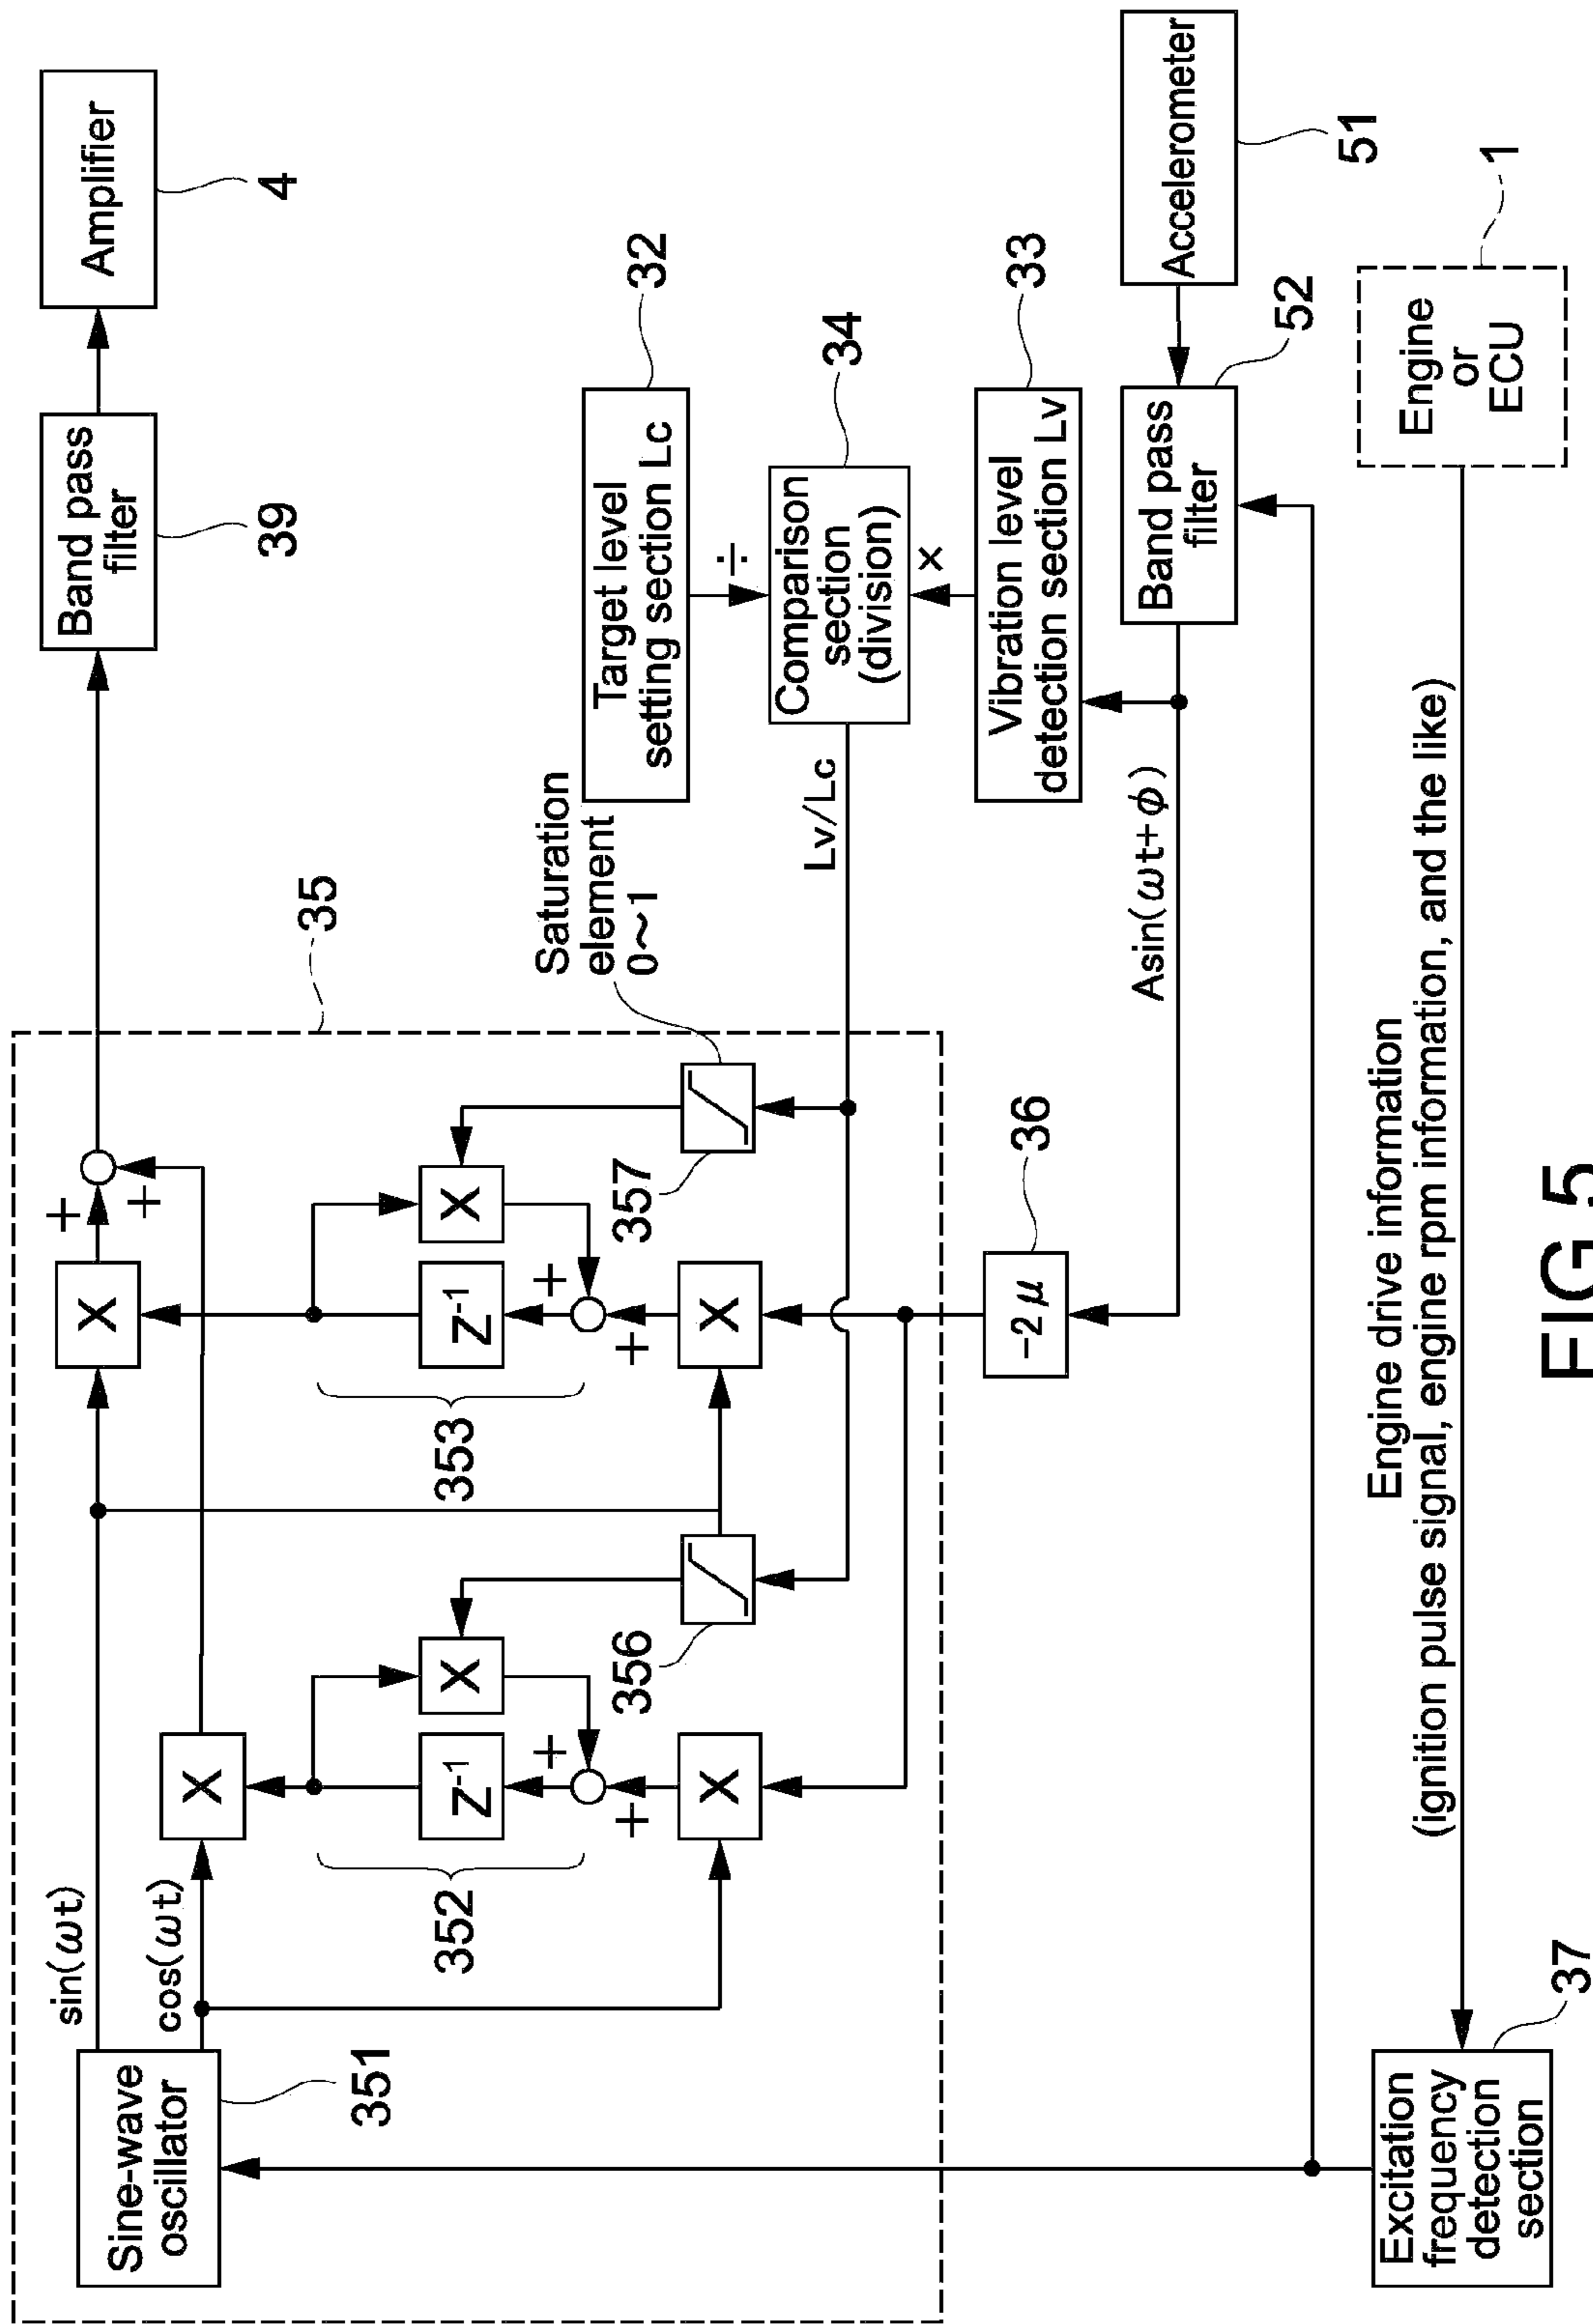 Sine-wave
oscillator
351
sin(ωt)
cos(ωt)
X
X
+
+
35
Band pass
filter
39
Amplifier
4
352
Z-1
X
+
+
X
356
353
Z-1
X
+
+
X
357
Saturation
element
0~1
Target level
setting section Lc
32
÷
Comparison
section
(division)
34
Lv/Lc
×
Vibration level
detection section Lv
33
-2μ
36
Asin(ωt+φ)
Band pass
filter
52
Accelerometer
51
Excitation
frequency
detection
section
37
Engine drive information
(ignition pulse signal, engine rpm information, and the like)
Engine
or
ECU
1
FIG.5